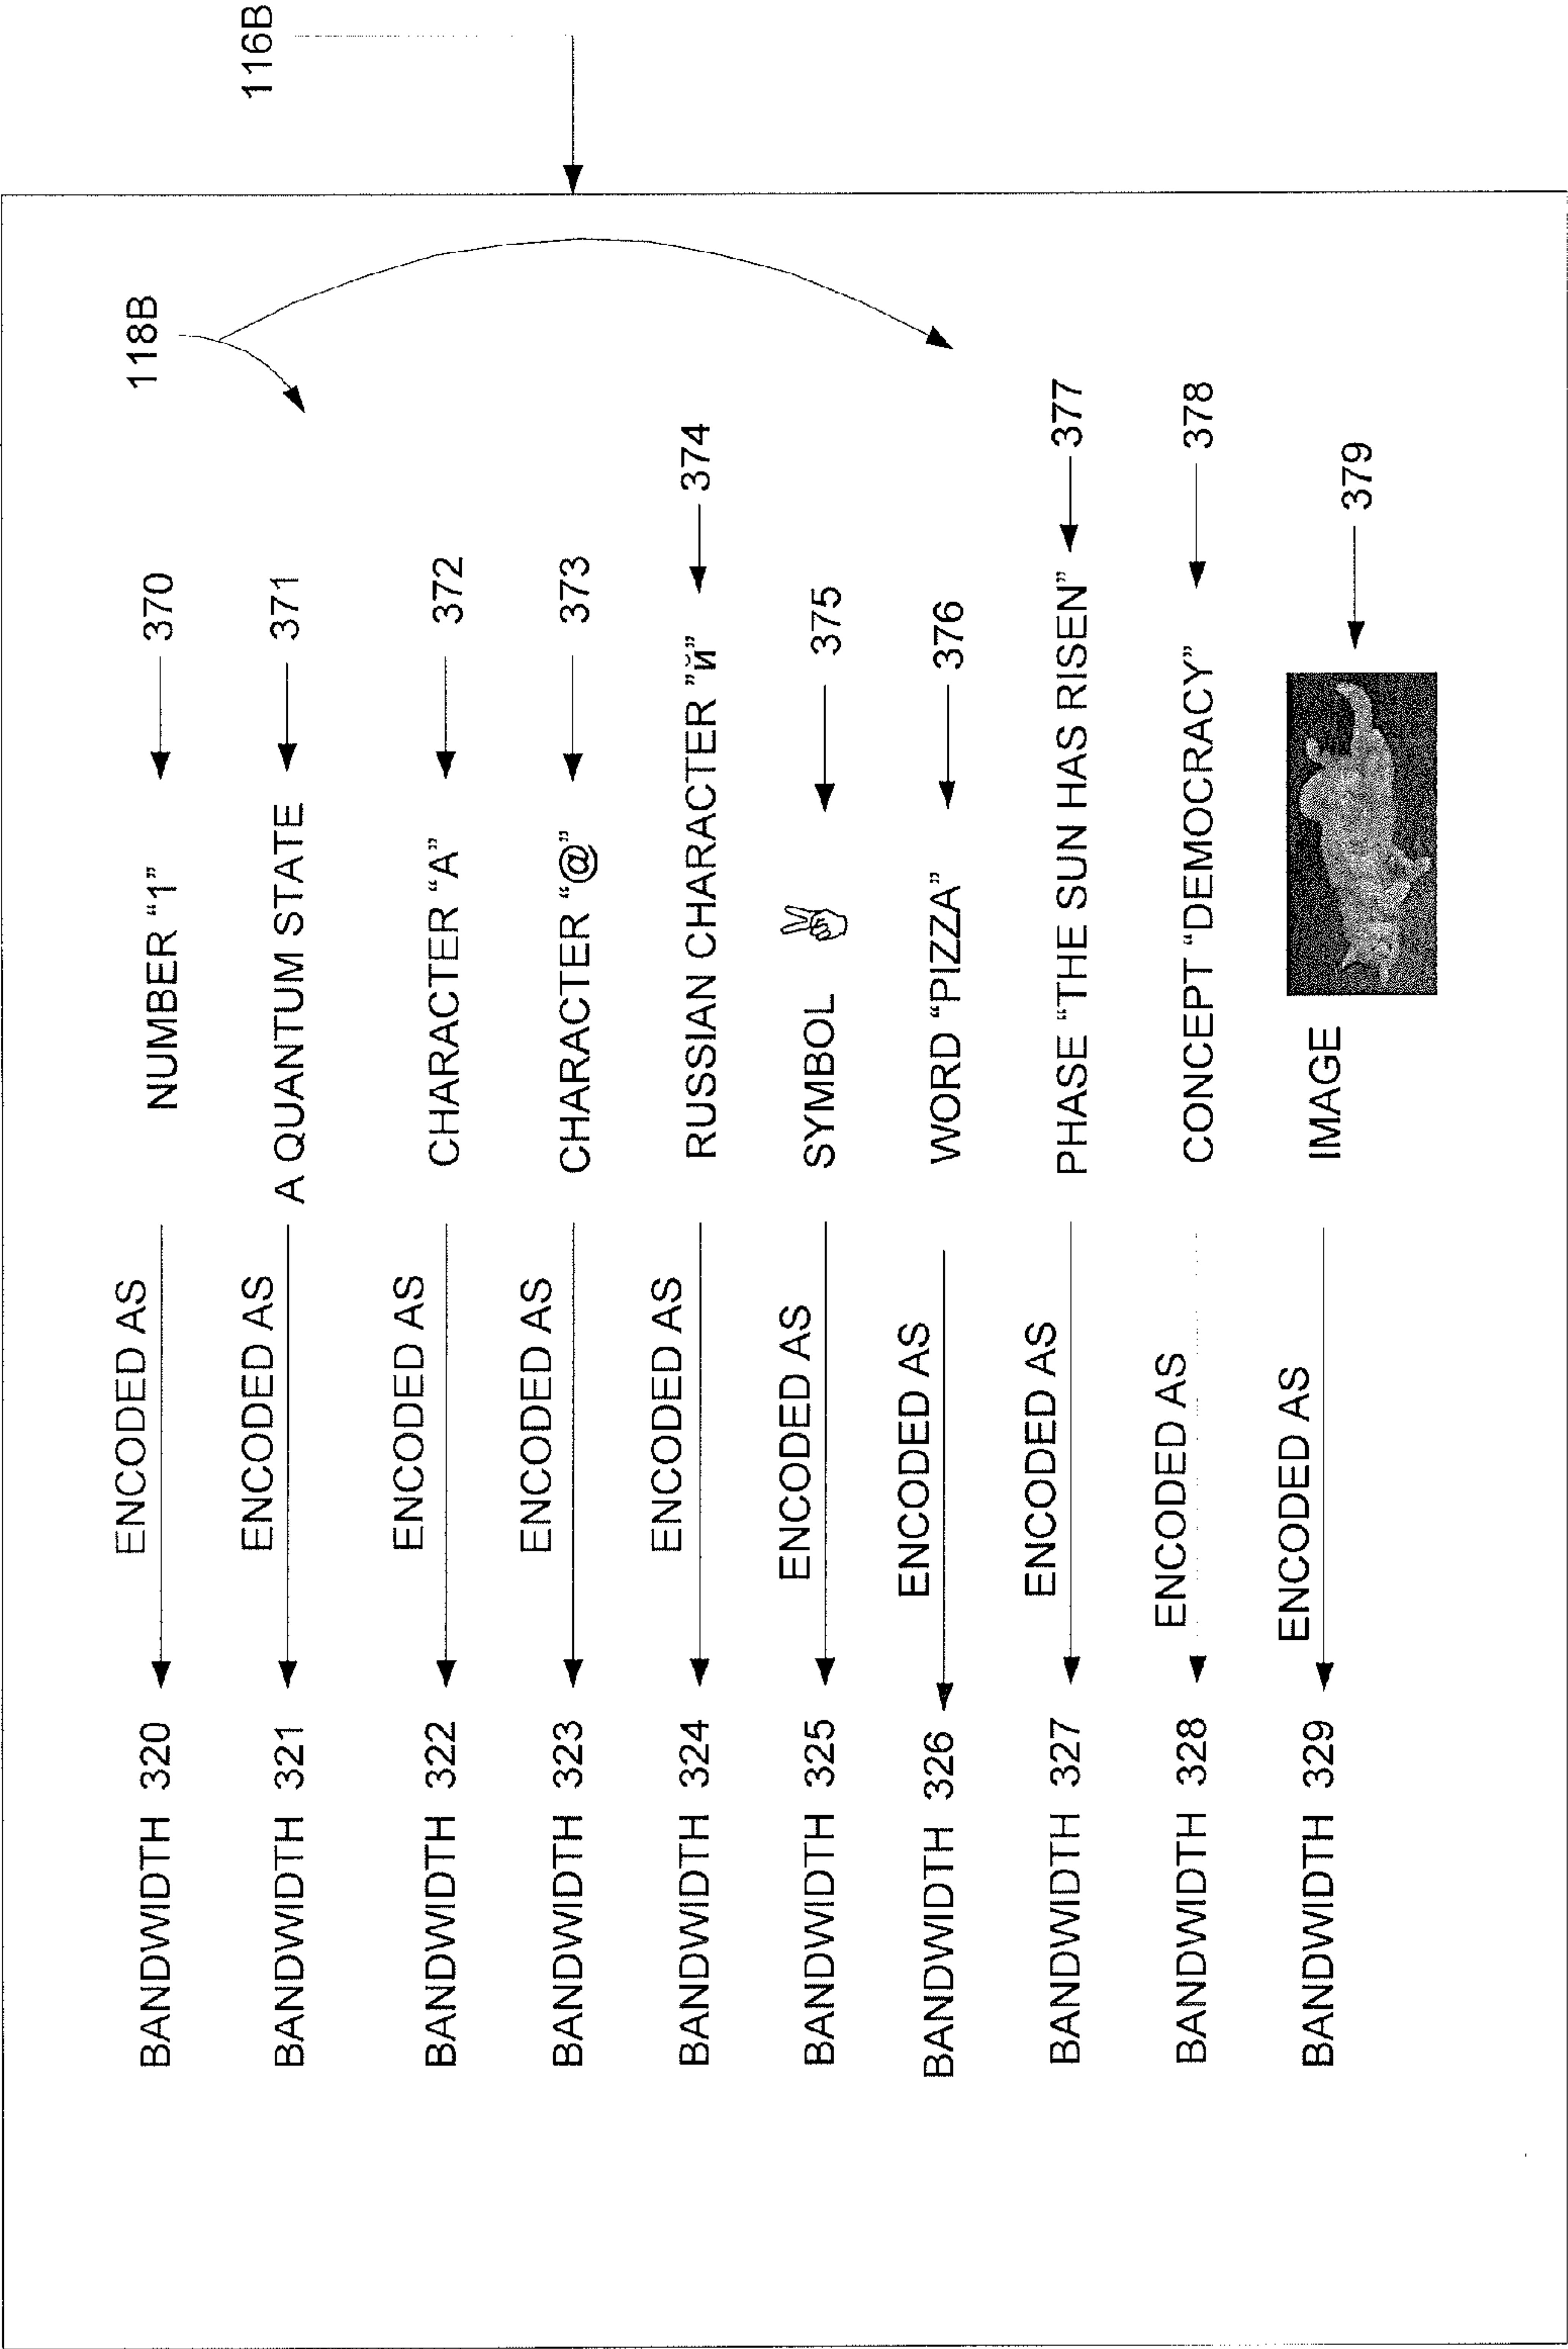 116B
118B
BANDWIDTH 320 ENCODED AS NUMBER “1” 370
BANDWIDTH 321 ENCODED AS A QUANTUM STATE 371
BANDWIDTH 322 ENCODED AS CHARACTER “A” 372
BANDWIDTH 323 ENCODED AS CHARACTER “@” 373
BANDWIDTH 324 ENCODED AS RUSSIAN CHARACTER ”й” 374
BANDWIDTH 325 ENCODED AS SYMBOL 375
BANDWIDTH 326 ENCODED AS WORD “PIZZA” 376
BANDWIDTH 327 ENCODED AS PHASE “THE SUN HAS RISEN” 377
BANDWIDTH 328 ENCODED AS CONCEPT “DEMOCRACY” 378
BANDWIDTH 329 ENCODED AS IMAGE 379